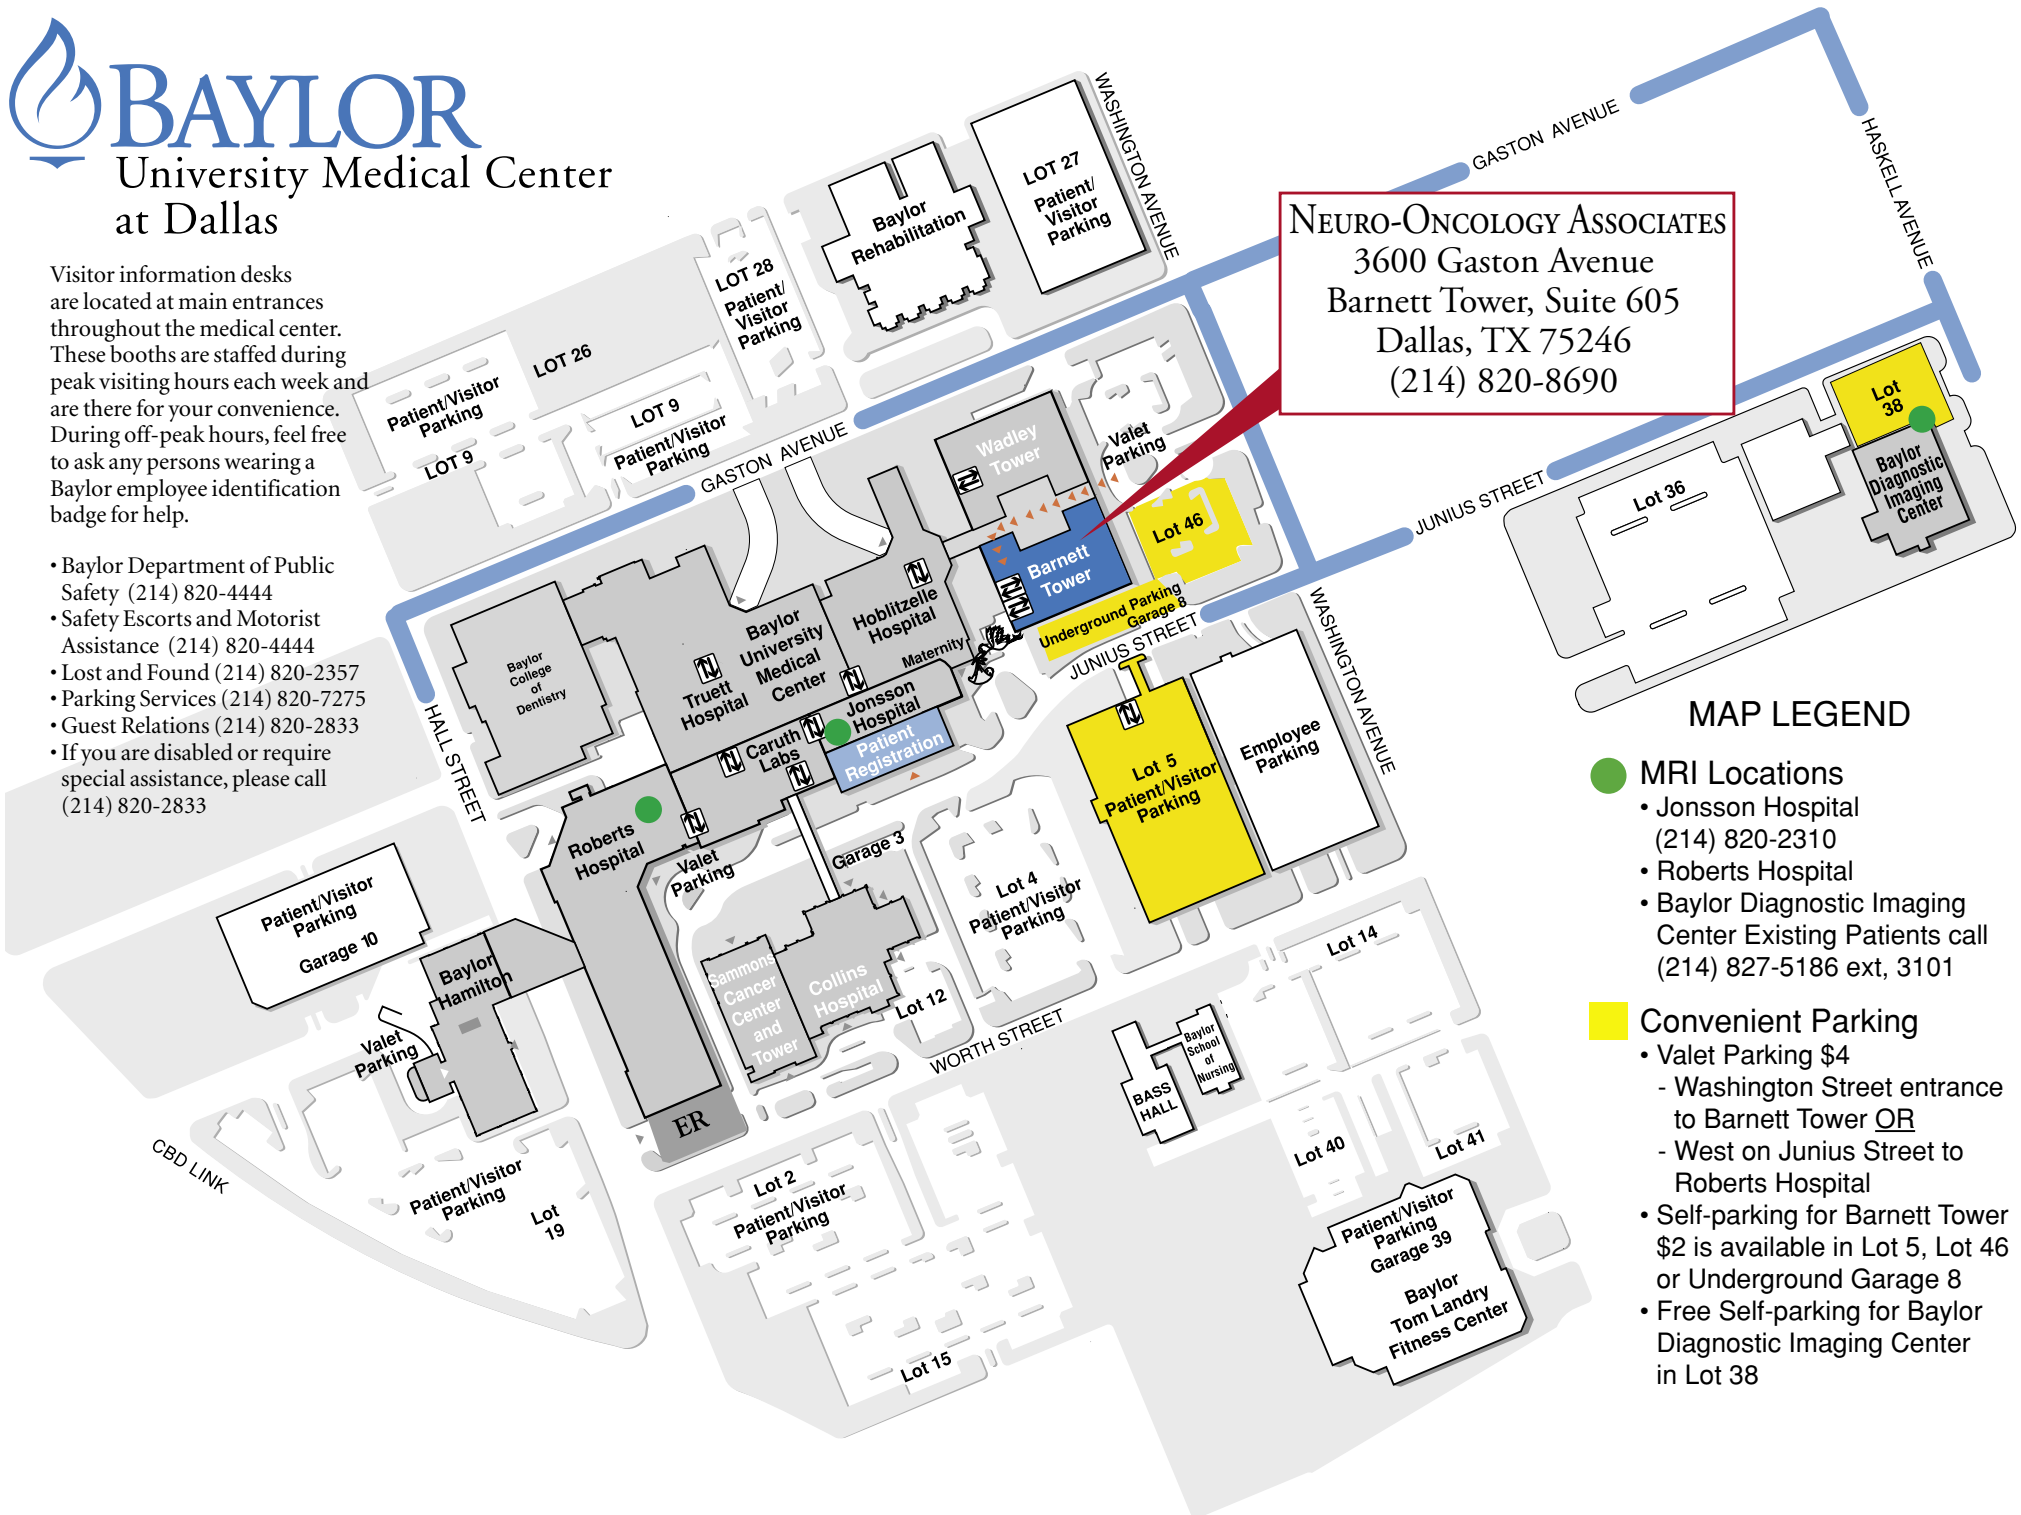 BAYLOR
University Medical Center
at Dallas
Visitor information desks
are located at main entrances
throughout the medical center.
These booths are staffed during
peak visiting hours each week and
are there for your convenience.
During off-peak hours, feel free
to ask any persons wearing a
Baylor employee identification
badge for help.
• Baylor Department of Public
Safety (214) 820-4444
• Safety Escorts and Motorist
Assistance (214) 820-4444
• Lost and Found (214) 820-2357
• Parking Services (214) 820-7275
• Guest Relations (214) 820-2833
• If you are disabled or require
special assistance, please call
(214) 820-2833
NEURO-ONCOLOGY ASSOCIATES
3600 Gaston Avenue
Barnett Tower, Suite 605
Dallas, TX 75246
(214) 820-8690
WASHINGTON AVENUE
GASTON AVENUE
HASKELL AVENUE
LOT 27
Patient/
Visitor
Parking
Baylor
Rehabilitation
LOT 28
Patient/
Visitor
Parking
LOT 26
Patient/Visitor
Parking
LOT 9
LOT 9
Patient/Visitor
Parking
GASTON AVENUE
Wadley
Tower
Valet
Parking
Lot 46
Barnett
Tower
Underground Parking
Garage 8
JUNIUS STREET
JUNIUS STREET
WASHINGTON AVENUE
Lot 36
Lot
38
Baylor
Diagnostic
Imaging
Center
Baylor
College
of
Dentistry
Truett
Hospital
Baylor
University
Medical
Center
Hoblitzelle
Hospital
Maternity
Jonsson
Hospital
Patient
Registration
Caruth
Labs
HALL STREET
Roberts
Hospital
Valet
Parking
Garage 3
Lot 5
Patient/Visitor
Parking
Employee
Parking
Lot 4
Patient/Visitor
Parking
Patient/Visitor
Parking
Garage 10
Baylor
Hamilton
Valet
Parking
Sammons
Cancer
Center
and
Tower
Collins
Hospital
Lot 12
WORTH STREET
Lot 14
Baylor
School
of
Nursing
BASS
HALL
ER
CBD LINK
Patient/Visitor
Parking
Lot
19
Lot 2
Patient/Visitor
Parking
Lot 15
Lot 40
Lot 41
Patient/Visitor
Parking
Garage 39
Baylor
Tom Landry
Fitness Center
MAP LEGEND
MRI Locations
• Jonsson Hospital
(214) 820-2310
• Roberts Hospital
• Baylor Diagnostic Imaging
Center Existing Patients call
(214) 827-5186 ext, 3101
Convenient Parking
• Valet Parking $4
- Washington Street entrance
to Barnett Tower OR
- West on Junius Street to
Roberts Hospital
• Self-parking for Barnett Tower
$2 is available in Lot 5, Lot 46
or Underground Garage 8
• Free Self-parking for Baylor
Diagnostic Imaging Center
in Lot 38